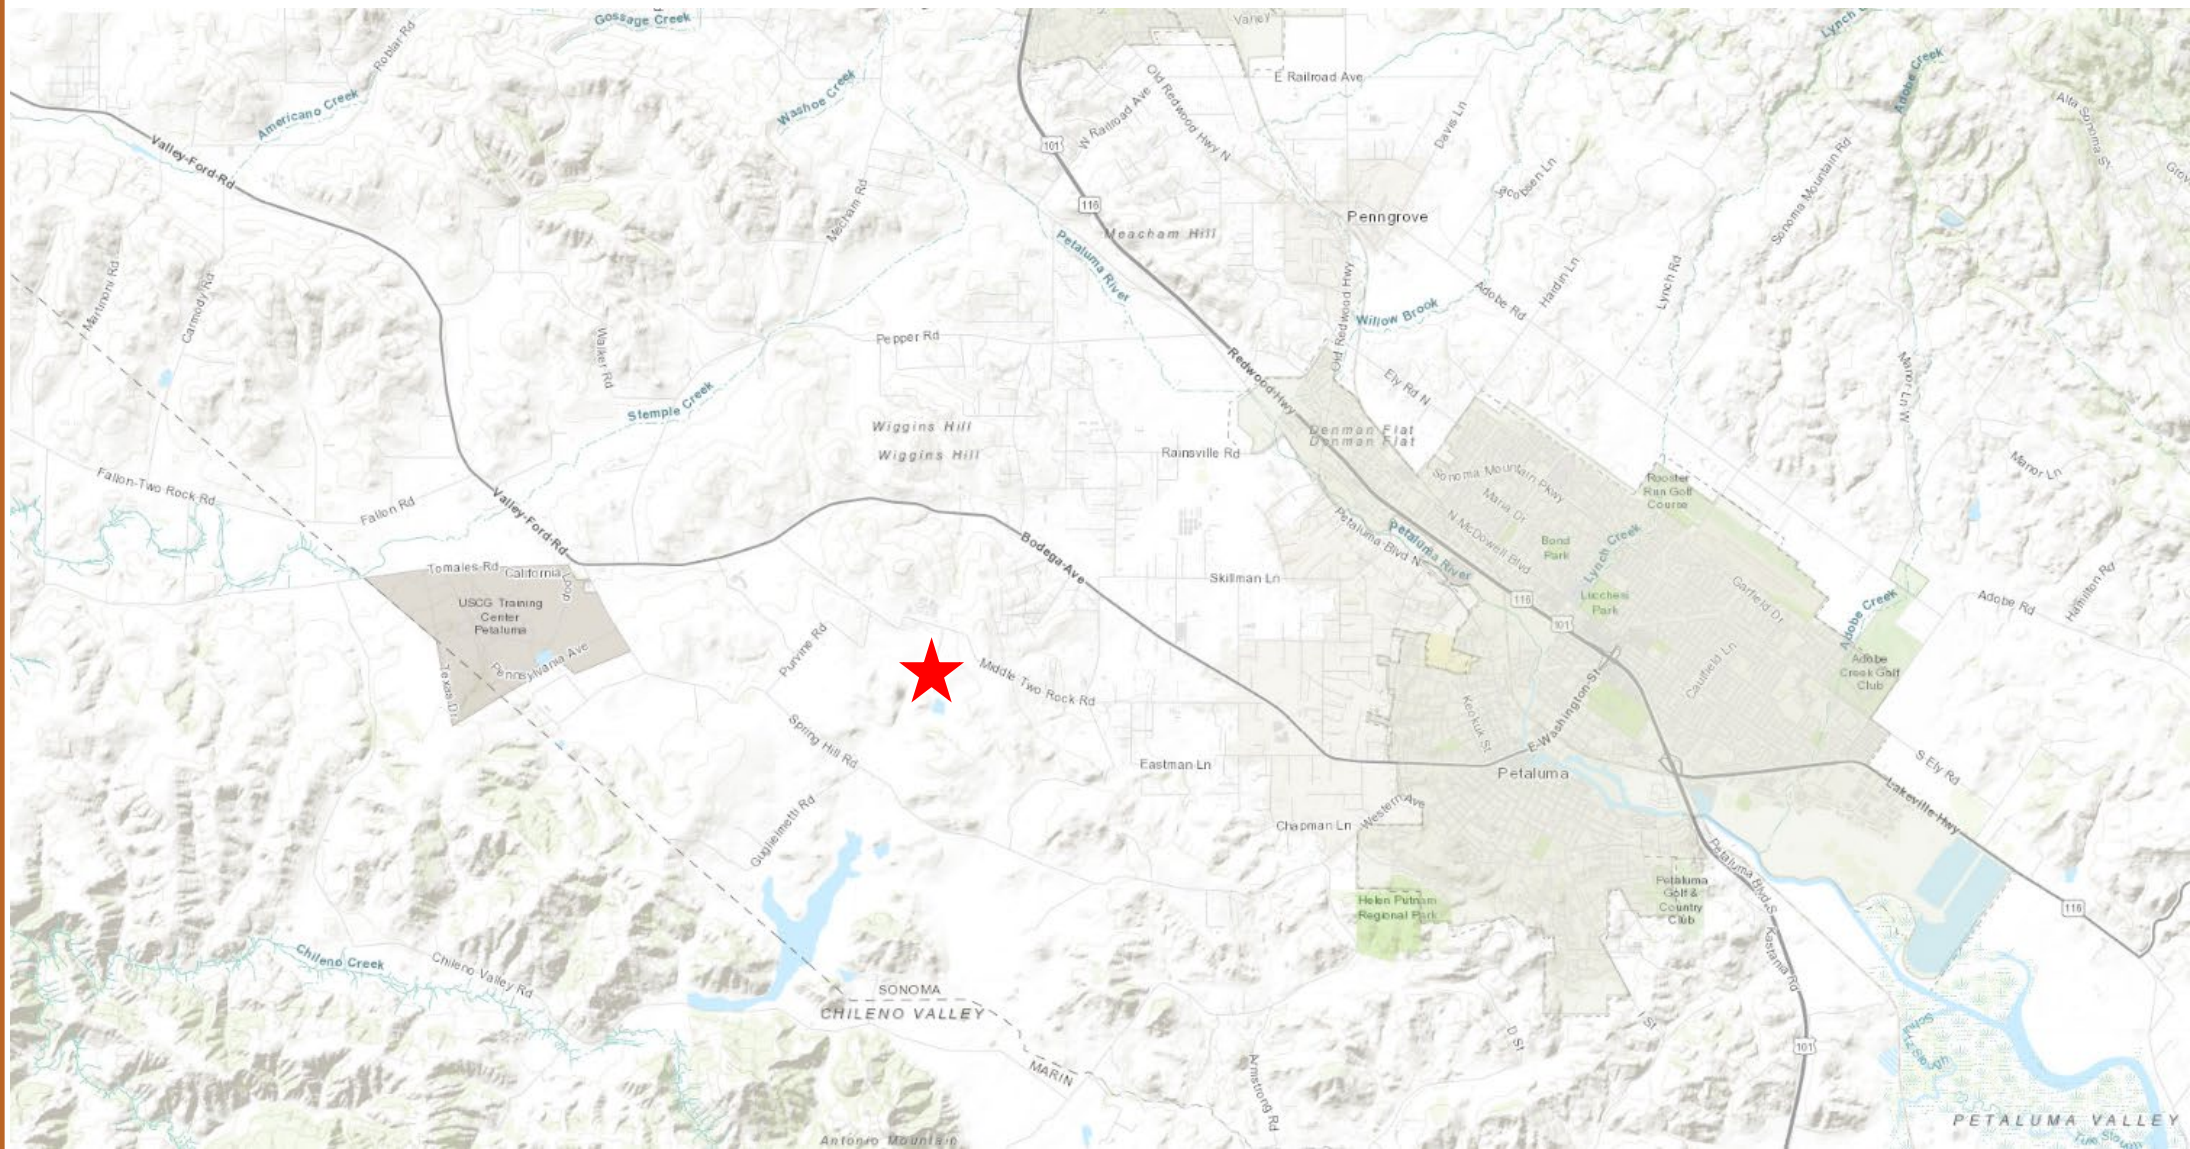 Gossage Creek
Valley
Lynch C
Roblar Rd
Adobe Creek
E Railroad Ave
Old Redwood Hwy N
Washoe Creek
Americano Creek
W Railroad Ave
Davis Ln
Alta Sonoma St
Grov
101
Valley-Ford-Rd
Jacobsen Ln
Sonoma Mountain Rd
Mecham Rd
116
Penngrove
Meacham Hill
Petaluma River
Martinoni Rd
Carmody Rd
Old Redwood Hwy
Adobe Rd
Hardin Ln
Lynch Rd
Willow Brook
Pepper Rd
Walker Rd
Redwood-Hwy
Ely Rd N
Manor Ln W
Stemple Creek
Wiggins Hill
Wiggins Hill
Denman Flat
Denman Flat
Rainsville Rd
Sonoma Mountain Pkwy
Maria Dr
N McDowell Blvd
Rooster
Run Golf
Course
Manor Ln
Fallon-Two Rock Rd
Fallon Rd
Valley-Ford-Rd
Petaluma-Blvd N
Petaluma River
Bond
Park
Lynch Creek
Bodega-Ave
Tomales Rd
California
Loop
Skillman Ln
116
Lucchesi
Park
Garfield Dr
Adobe Creek
Adobe Rd
Hamilton Rd
USCG Training
Center
Petaluma
101
Purvine Rd
Pennsylvania Ave
Texas Dr
Middle Two Rock Rd
Caulfield Ln
Adobe
Creek Golf
Club
Keokuk St
E-Washington-St
Spring Hill Rd
Eastman Ln
Petaluma
S Ely Rd
Lakeville-Hwy
Guglielmetti Rd
Chapman Ln
Western Ave
Petaluma Blvd S
Petaluma
Golf &
Country
Club
Helen Putnam
Regional Park
116
Kastania Rd
Chileno Creek
Chileno Valley Rd
SONOMA
CHILENO VALLEY
D St
I St
101
MARIN
Armstrong Rd
Schultz Slough
PETALUMA VALLEY
Antonio Mountain
Tule Slough